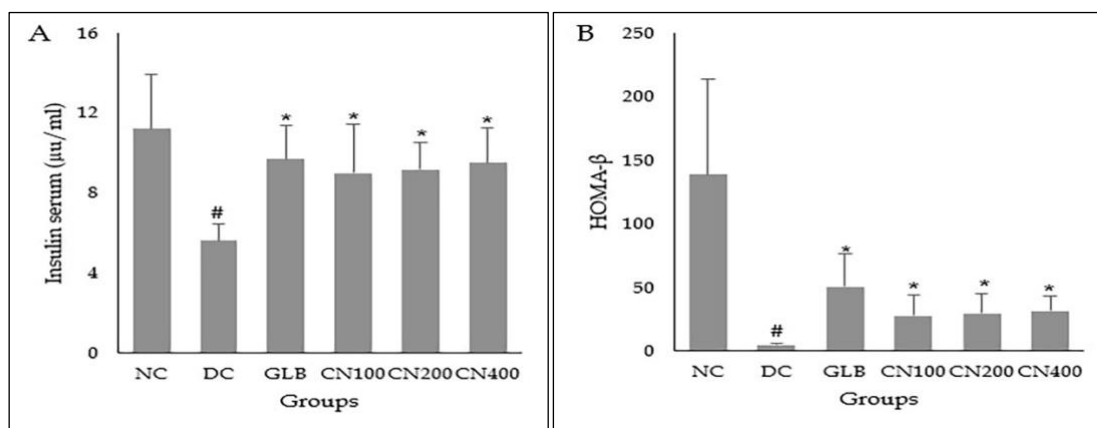 A
16
12
8
4
0
Insulin serum (μu/ml)
#
*
*
*
*
NC DC GLB CN100 CN200 CN400
Groups
B
250
200
150
100
50
0
HOMA-β
#
*
*
*
*
NC DC GLB CN100 CN200 CN400
Groups